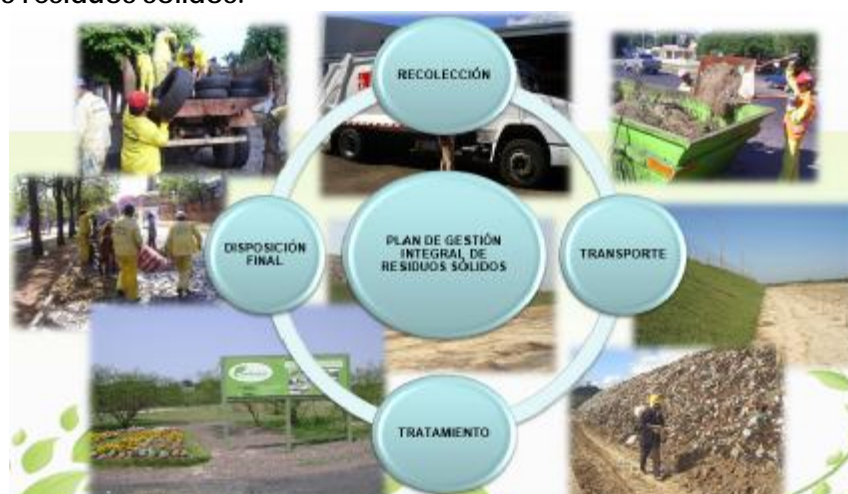 residuos sólidos.
RECOLECCIÓN
DISPOSICIÓN
FINAL
PLAN DE GESTIÓN
INTEGRAL DE
RESIDUOS SÓLIDOS
TRANSPORTE
TRATAMIENTO